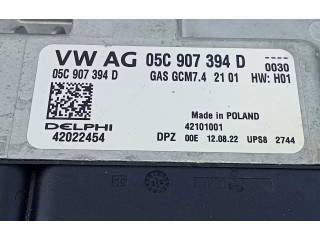 VW AG 05C 907 394 D
0030
05C 907 394 D GAS GCM7.4 21 01 HW: H01
Made in POLAND
DELPHI 42101001
42022454 DPZ 00E 12.08.22 UPS8 2744